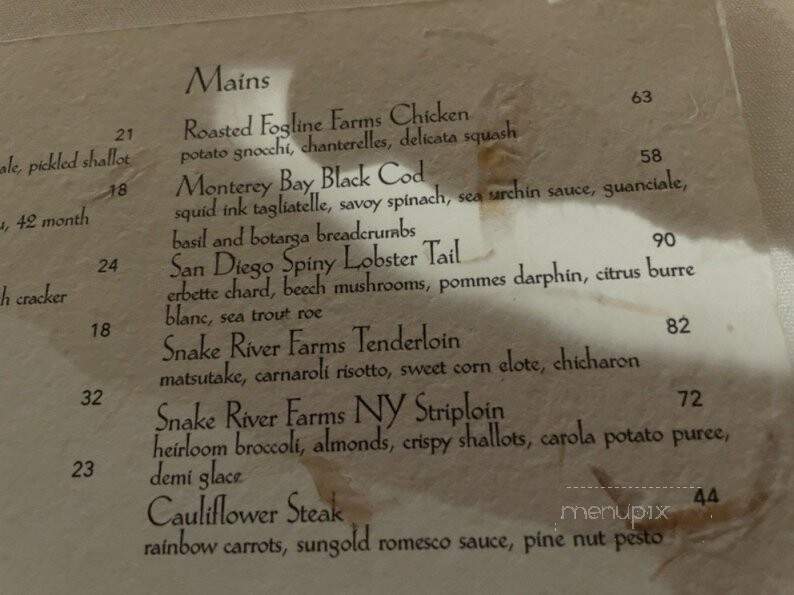 21
ale, pickled shallot
18
, 42 month
24
h cracker
18
32
23
Mains
Roasted Fogline Farms Chicken 63
potato gnocchi, chanterelles, delicata squash
Monterey Bay Black Cod 58
squid ink tagliatelle, savoy spinach, sea urchin sauce, guanciale,
basil and botarga breadcrumbs
San Diego Spiny Lobster Tail 90
erbette chard, beech mushrooms, pommes darphin, citrus burre
blanc, sea trout roe
Snake River Farms Tenderloin 82
matsutake, carnaroli risotto, sweet corn elote, chicharon
Snake River Farms NY Striploin 72
heirloom broccoli, almonds, crispy shallots, carola potato puree,
demi glace
Cauliflower Steak 44
rainbow carrots, sungold romesco sauce, pine nut pesto
menupix